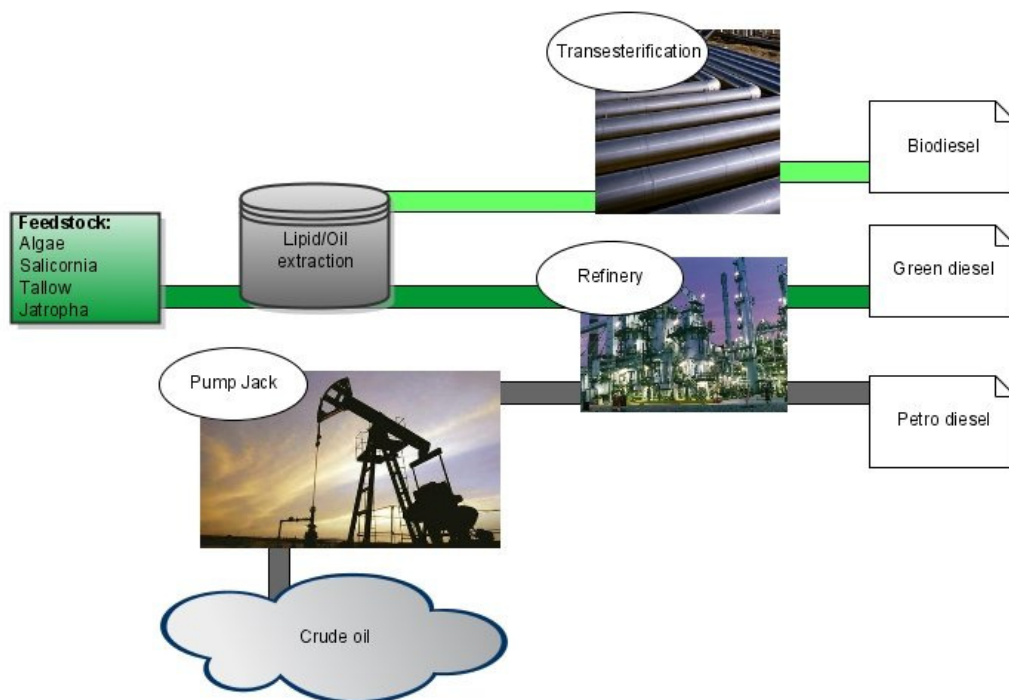 Transesterification
Biodiesel
Feedstock:
Algae
Salicornia
Tallow
Jatropha
Lipid/Oil
extraction
Refinery
Green diesel
Pump Jack
Petro diesel
Crude oil